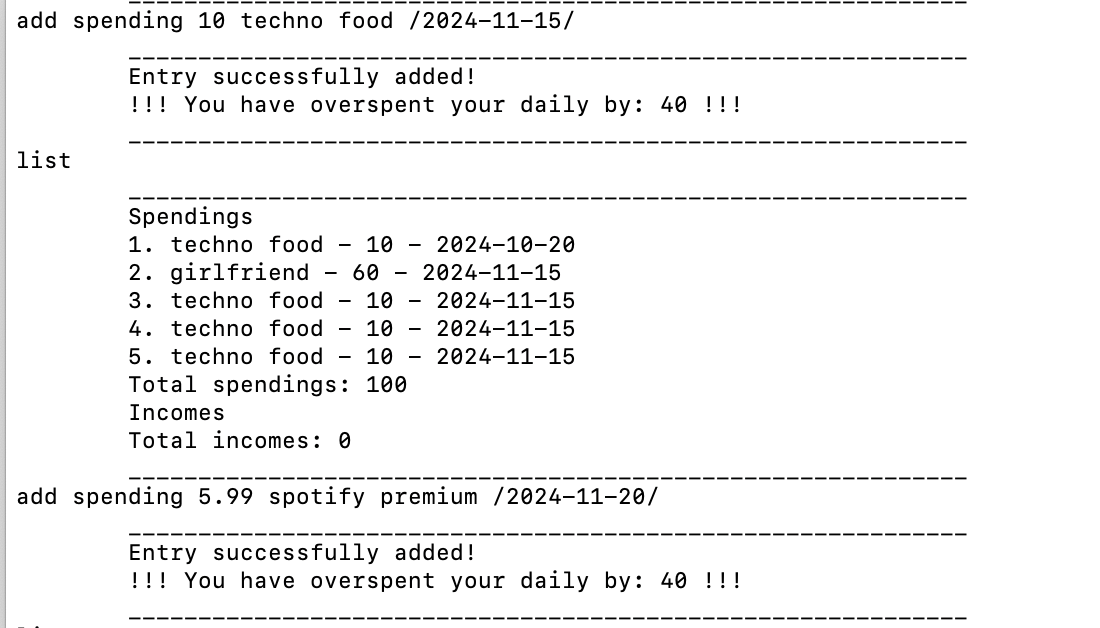 add spending 10 techno food /2024-11-15/
____________________________________________________________
Entry successfully added!
!!! You have overspent your daily by: 40 !!!
____________________________________________________________
list
____________________________________________________________
Spendings
1. techno food - 10 - 2024-10-20
2. girlfriend - 60 - 2024-11-15
3. techno food - 10 - 2024-11-15
4. techno food - 10 - 2024-11-15
5. techno food - 10 - 2024-11-15
Total spendings: 100
Incomes
Total incomes: 0
____________________________________________________________
add spending 5.99 spotify premium /2024-11-20/
____________________________________________________________
Entry successfully added!
!!! You have overspent your daily by: 40 !!!
____________________________________________________________